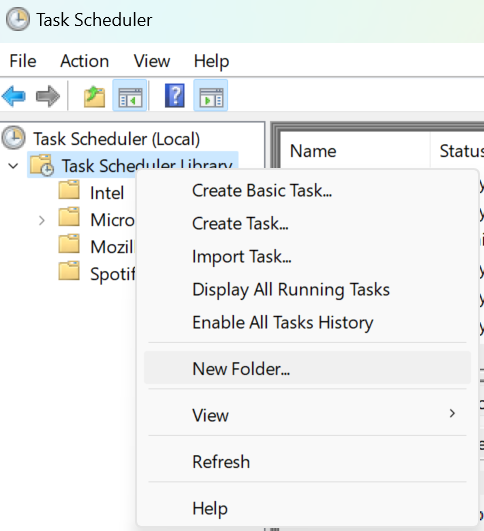 Task Scheduler
File Action View Help
Task Scheduler (Local)
Task Scheduler Library
Intel
Micro
Mozill
Spotif
Name Status
Create Basic Task...
Create Task...
Import Task...
Display All Running Tasks
Enable All Tasks History
New Folder...
View
Refresh
Help